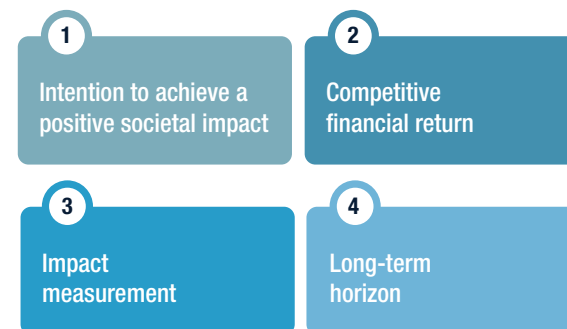 1
Intention to achieve a
positive societal impact
2
Competitive
financial return
3
Impact
measurement
4
Long-term
horizon